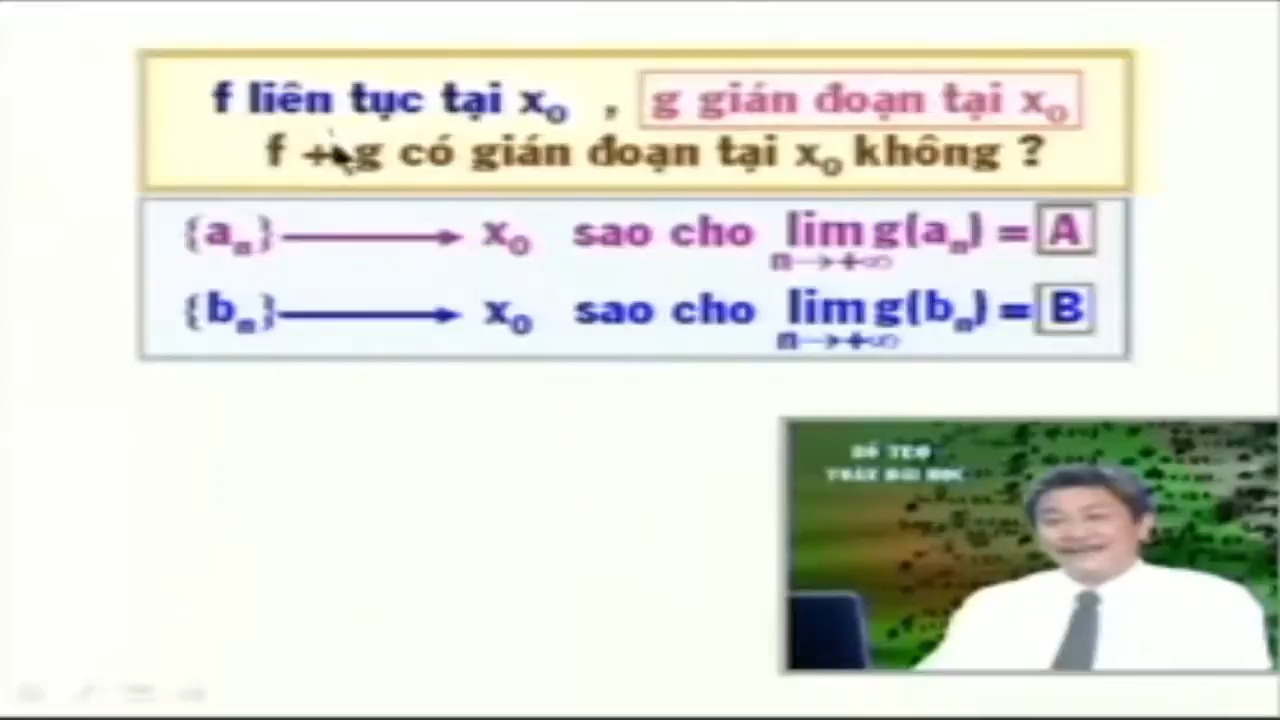 f liên tục tại x₀ , g gián đoạn tại x₀
f + g có gián đoạn tại x₀ không ?
{aₙ} ⟶ x₀ sao cho lim g(aₙ) = A
n→+∞
{bₙ} ⟶ x₀ sao cho lim g(bₙ) = B
n→+∞